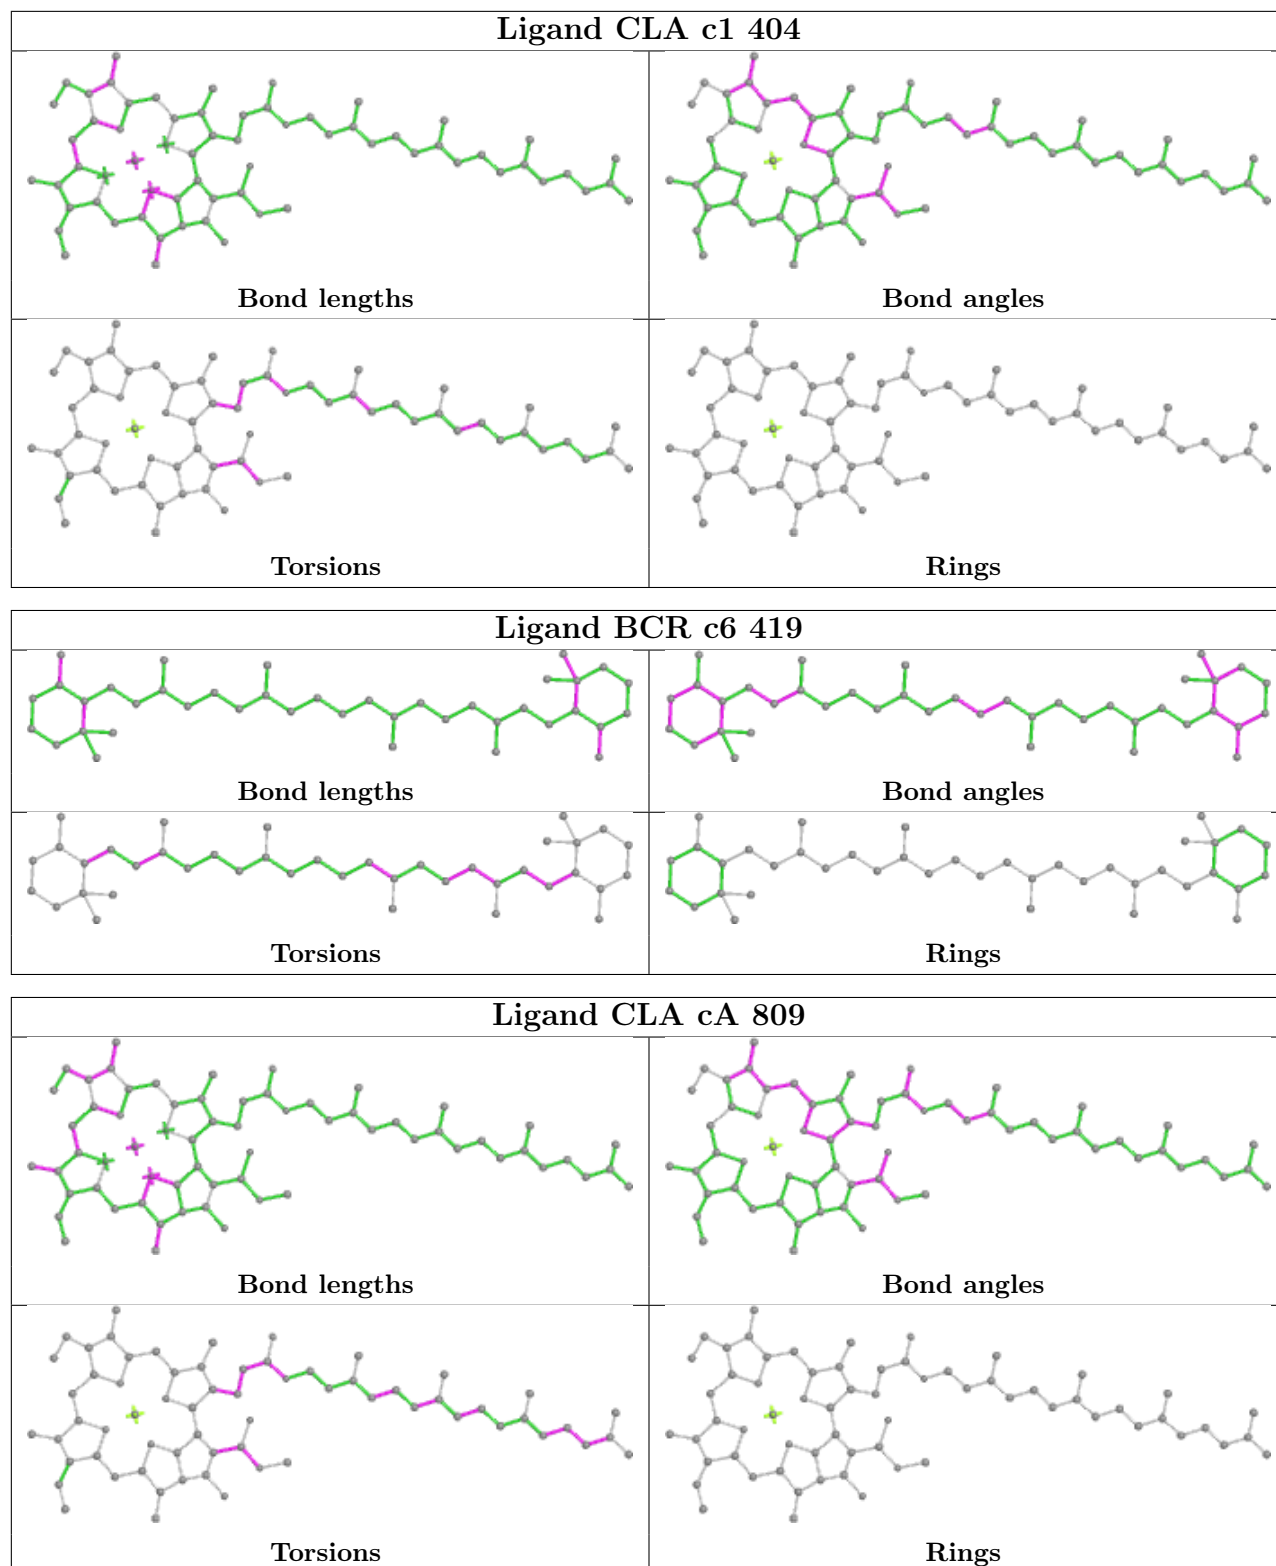 Ligand CLA c1 404
Bond lengths
Bond angles
Torsions
Rings
Ligand BCR c6 419
Bond lengths
Bond angles
Torsions
Rings
Ligand CLA cA 809
Bond lengths
Bond angles
Torsions
Rings